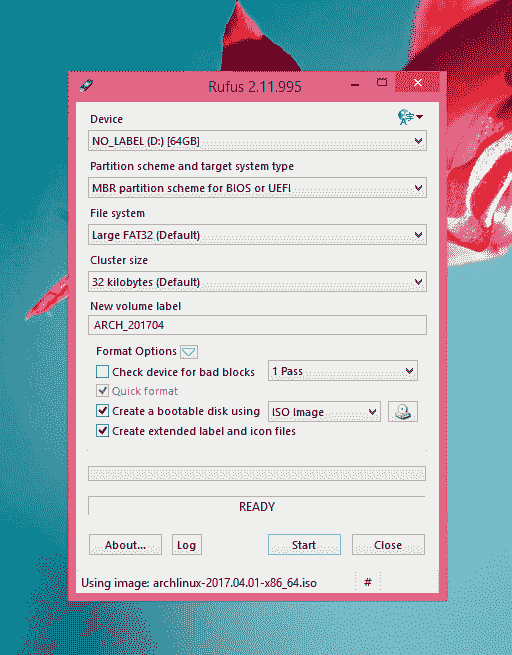 Rufus 2.11.995
Device
NO_LABEL (D:) [64GB]
Partition scheme and target system type
MBR partition scheme for BIOS or UEFI
File system
Large FAT32 (Default)
Cluster size
32 kilobytes (Default)
New volume label
ARCH_201704
Format Options
Check device for bad blocks 1 Pass
Quick format
Create a bootable disk using ISO Image
Create extended label and icon files
READY
About... Log Start Close
Using image: archlinux-2017.04.01-x86_64.iso #